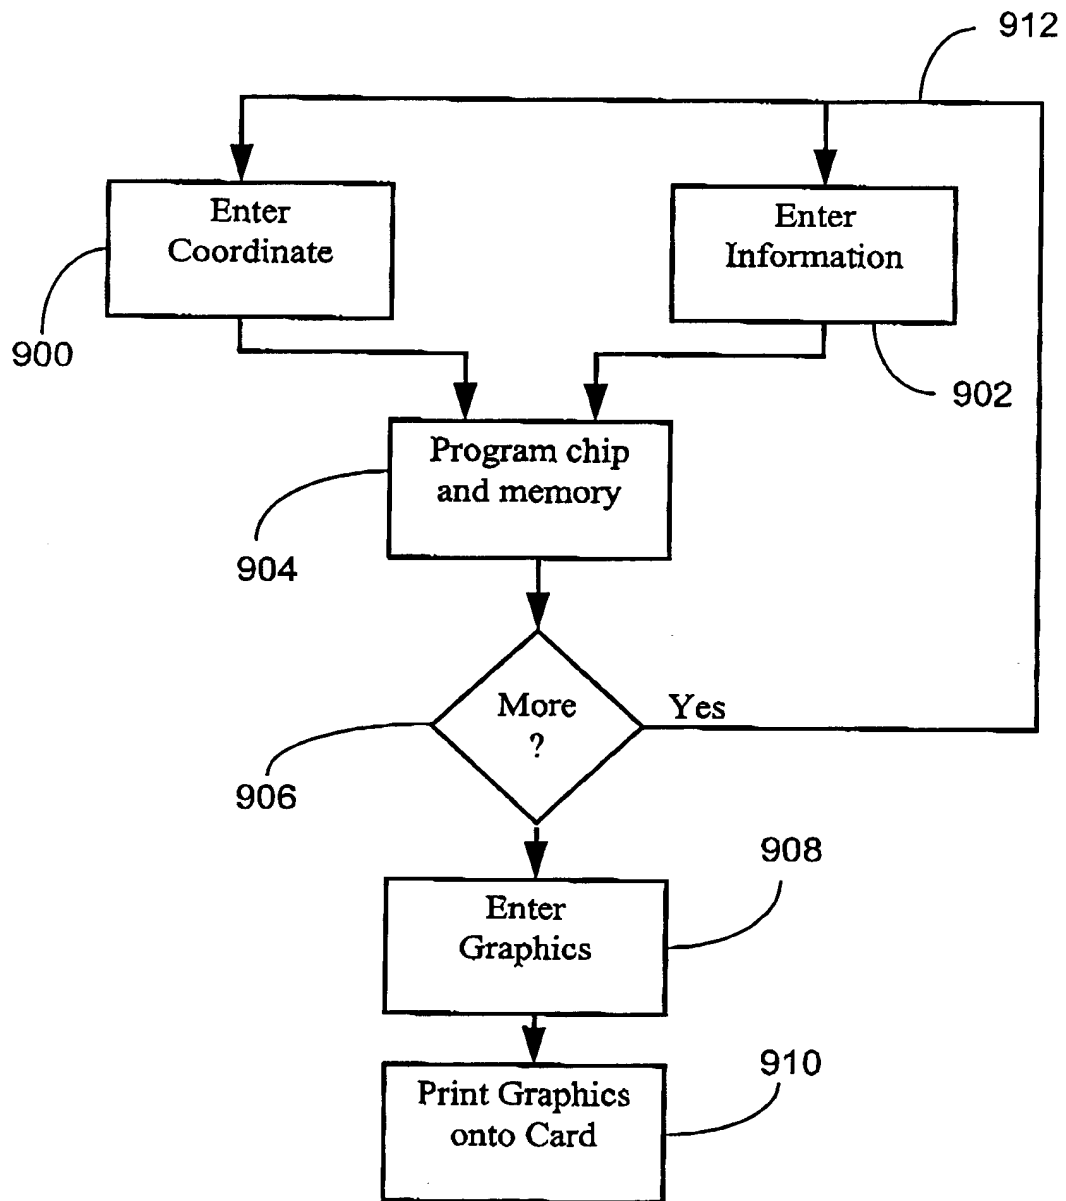 912
Enter
Coordinate
Enter
Information
900
902
Program chip
and memory
904
More
?
Yes
906
908
Enter
Graphics
910
Print Graphics
onto Card